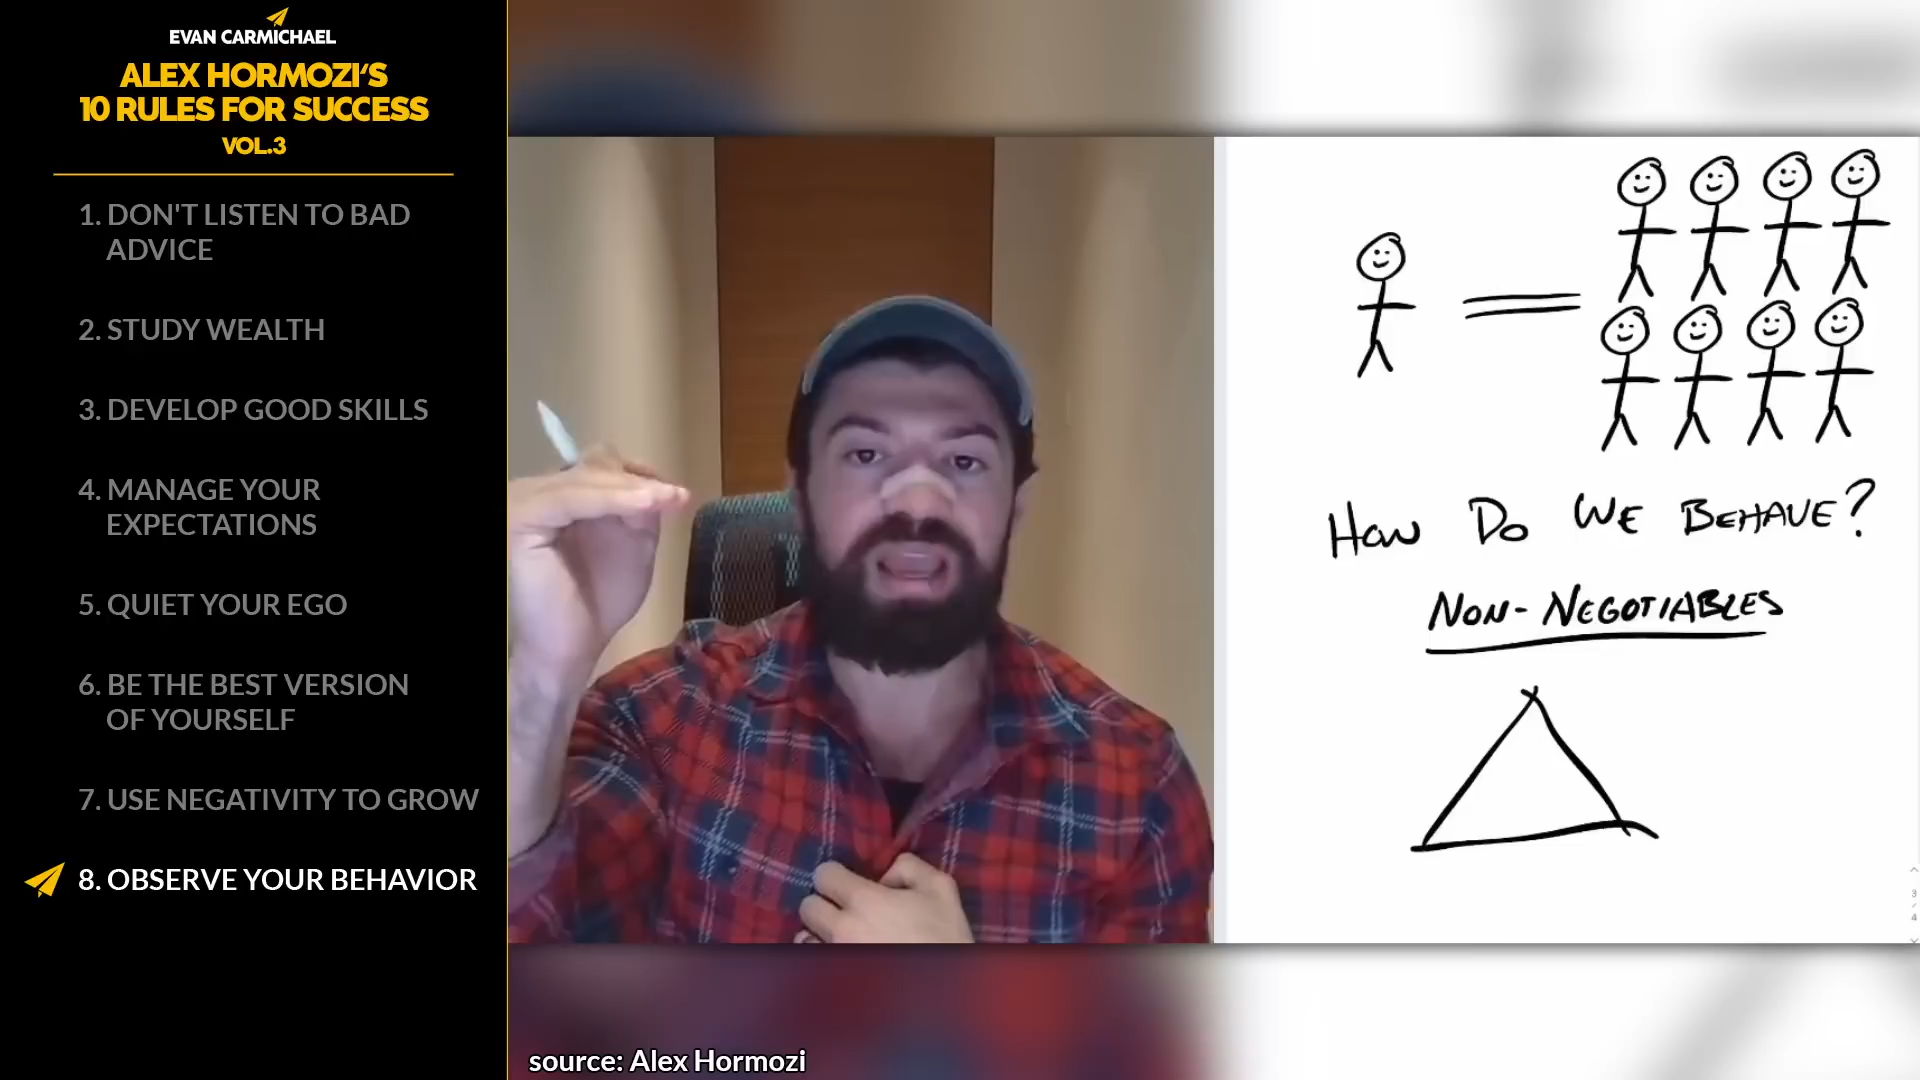 EVAN CARMICHAEL
ALEX HORMOZI'S
10 RULES FOR SUCCESS
VOL.3
1. DON'T LISTEN TO BAD
ADVICE
2. STUDY WEALTH
3. DEVELOP GOOD SKILLS
4. MANAGE YOUR
EXPECTATIONS
5. QUIET YOUR EGO
6. BE THE BEST VERSION
OF YOURSELF
7. USE NEGATIVITY TO GROW
8. OBSERVE YOUR BEHAVIOR
HOW DO WE BEHAVE?
NON-NEGOTIABLES
3
/
4
source: Alex Hormozi